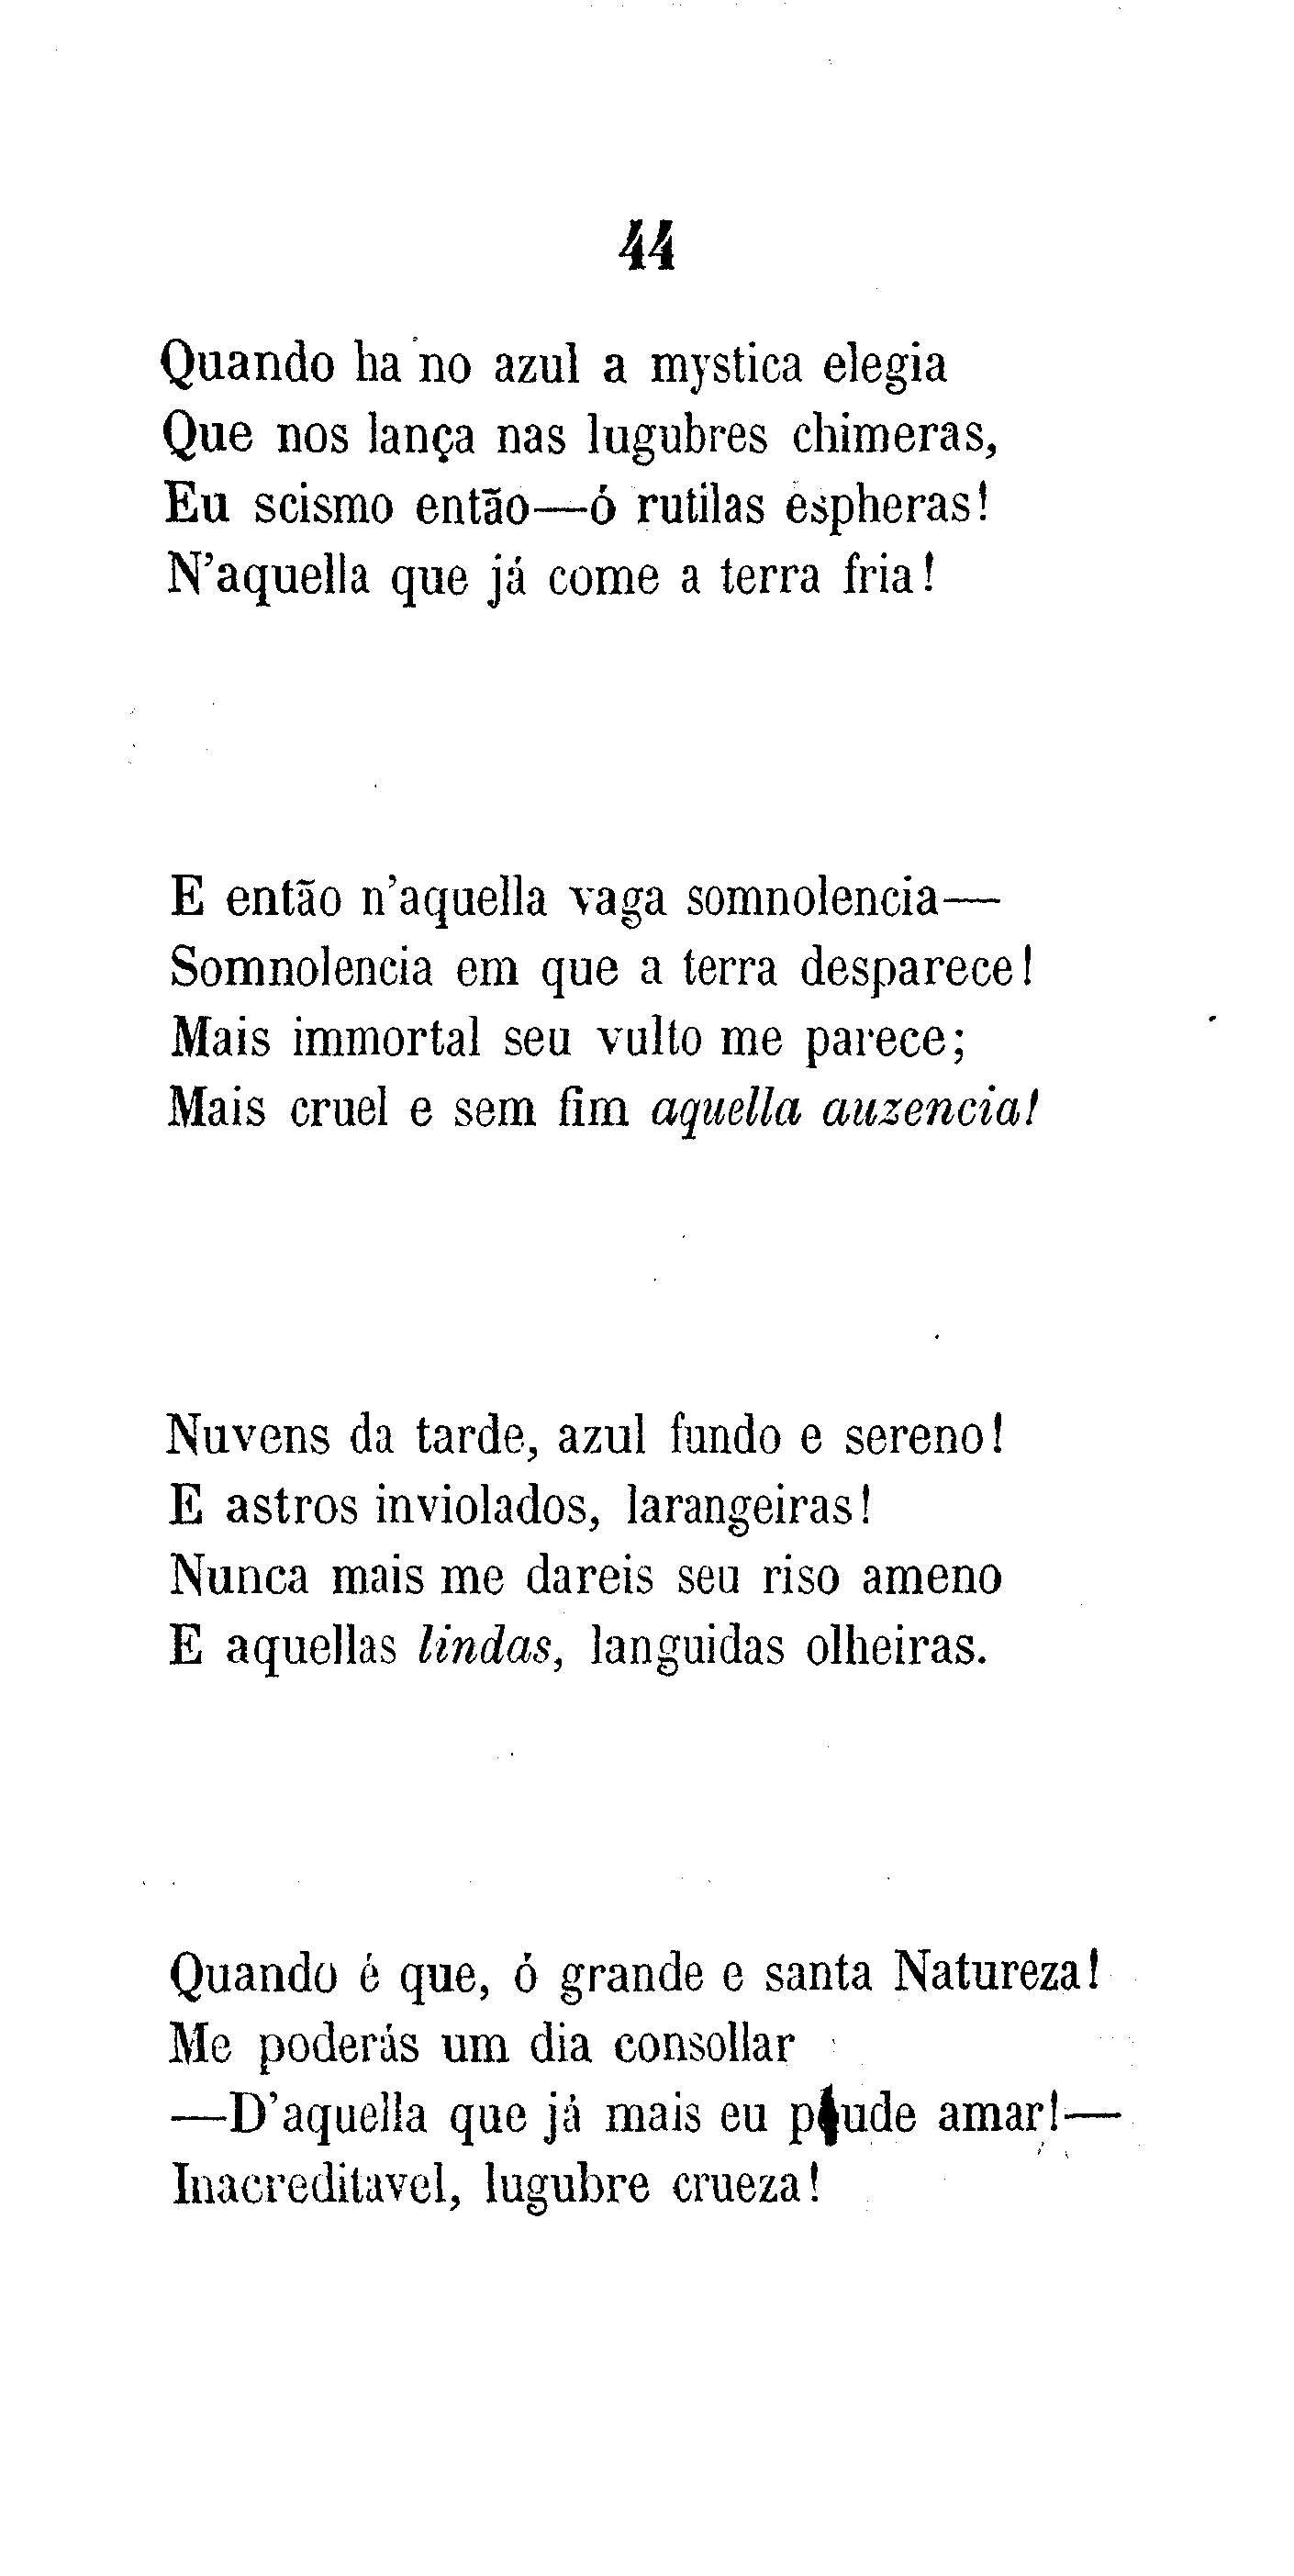 44
Quando ha no azul a mystica elegia
Que nos lança nas lugubres chimeras,
Eu scismo então—ó rutilas espheras!
N'aquella que já come a terra fria!
E então n'aquella vaga somnolencia—
Somnolencia em que a terra desparece!
Mais immortal seu vulto me parece;
Mais cruel e sem fim aquella auzencia!
Nuvens da tarde, azul fundo e sereno!
E astros inviolados, larangeiras!
Nunca mais me dareis seu riso ameno
E aquellas lindas, languidas olheiras.
Quando é que, ó grande e santa Natureza!
Me poderás um dia consollar
—D'aquella que já mais eu pude amar!—
Inacreditavel, lugubre crueza!